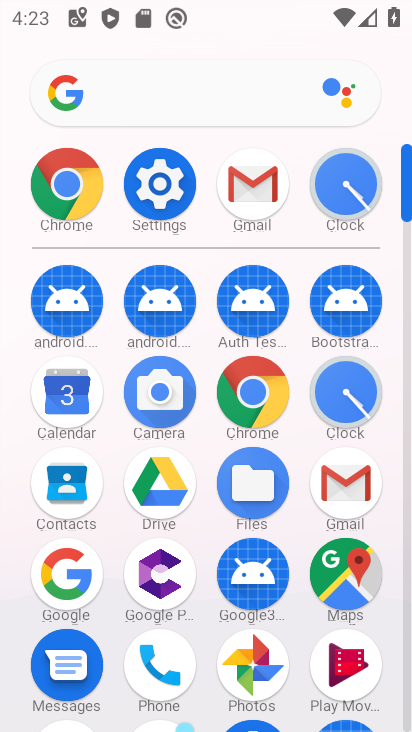 4:23
Chrome Settings Gmail Clock
android.... android.... Auth Tes... Bootstra...
3
Calendar Camera Chrome Clock
Contacts Drive Files Gmail
Google Google P... Google3... Maps
Messages Phone Photos Play Mov...